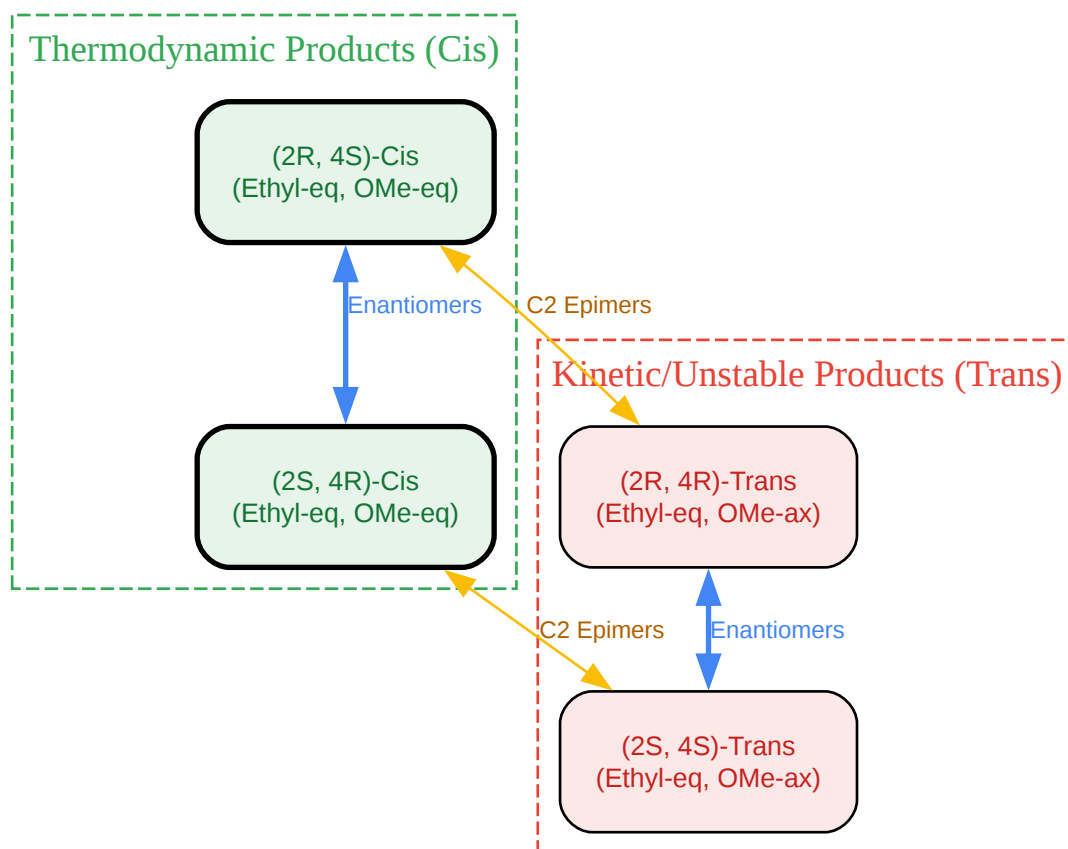 Thermodynamic Products (Cis)
(2R, 4S)-Cis
(Ethyl-eq, OMe-eq)
Enantiomers
C2 Epimers
Kinetic/Unstable Products (Trans)
(2S, 4R)-Cis
(Ethyl-eq, OMe-eq)
(2R, 4R)-Trans
(Ethyl-eq, OMe-ax)
C2 Epimers
Enantiomers
(2S, 4S)-Trans
(Ethyl-eq, OMe-ax)